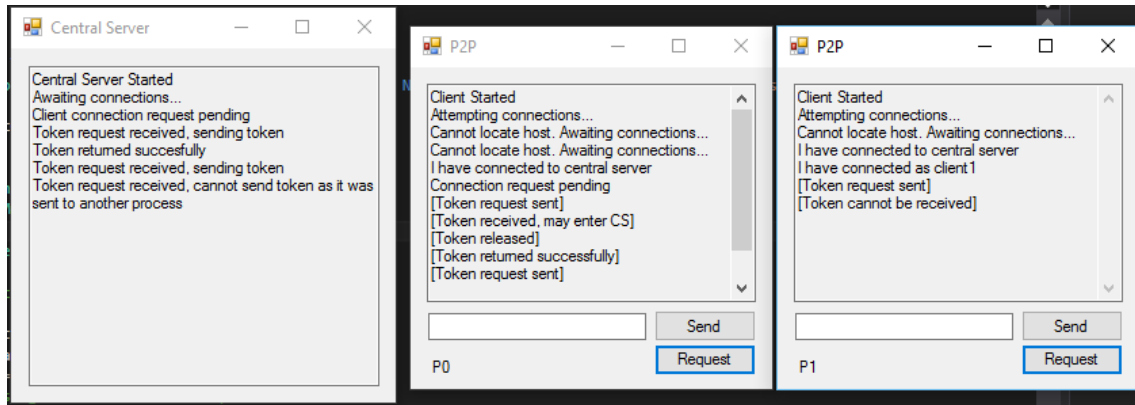 Central Server
Central Server Started
Awaiting connections...
Client connection request pending
Token request received, sending token
Token returned succesfully
Token request received, sending token
Token request received, cannot send token as it was
sent to another process
P2P
Client Started
Attempting connections...
Cannot locate host. Awaiting connections...
Cannot locate host. Awaiting connections...
I have connected to central server
Connection request pending
[Token request sent]
[Token received, may enter CS]
[Token released]
[Token returned successfully]
[Token request sent]
Send
P0
Request
P2P
Client Started
Attempting connections...
Cannot locate host. Awaiting connections...
I have connected to central server
I have connected as client1
[Token request sent]
[Token cannot be received]
Send
P1
Request